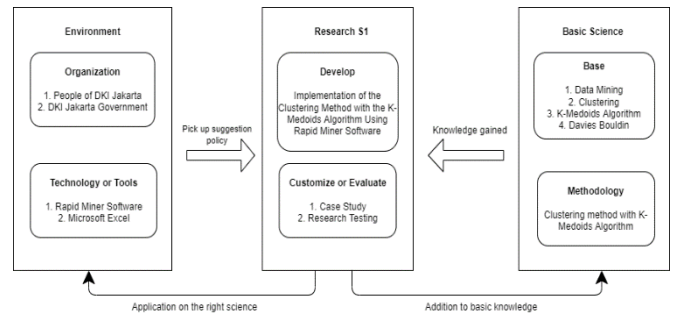 Environment
Organization
1. People of DKI Jakarta
2. DKI Jakarta Government
Technology or Tools
1. Rapid Miner Software
2. Microsoft Excel
Pick up suggestion
policy
Research S1
Develop
Implementation of the
Clustering Method with the K-
Medoids Algorithm Using
Rapid Miner Software
Customize or Evaluate
1. Case Study
2. Research Testing
Knowledge gained
Basic Science
Base
1. Data Mining
2. Clustering
3. K-Medoids Algorithm
4. Davies Bouldin
Methodology
Clustering method with K-
Medoids Algorithm
Application on the right science
Addition to basic knowledge